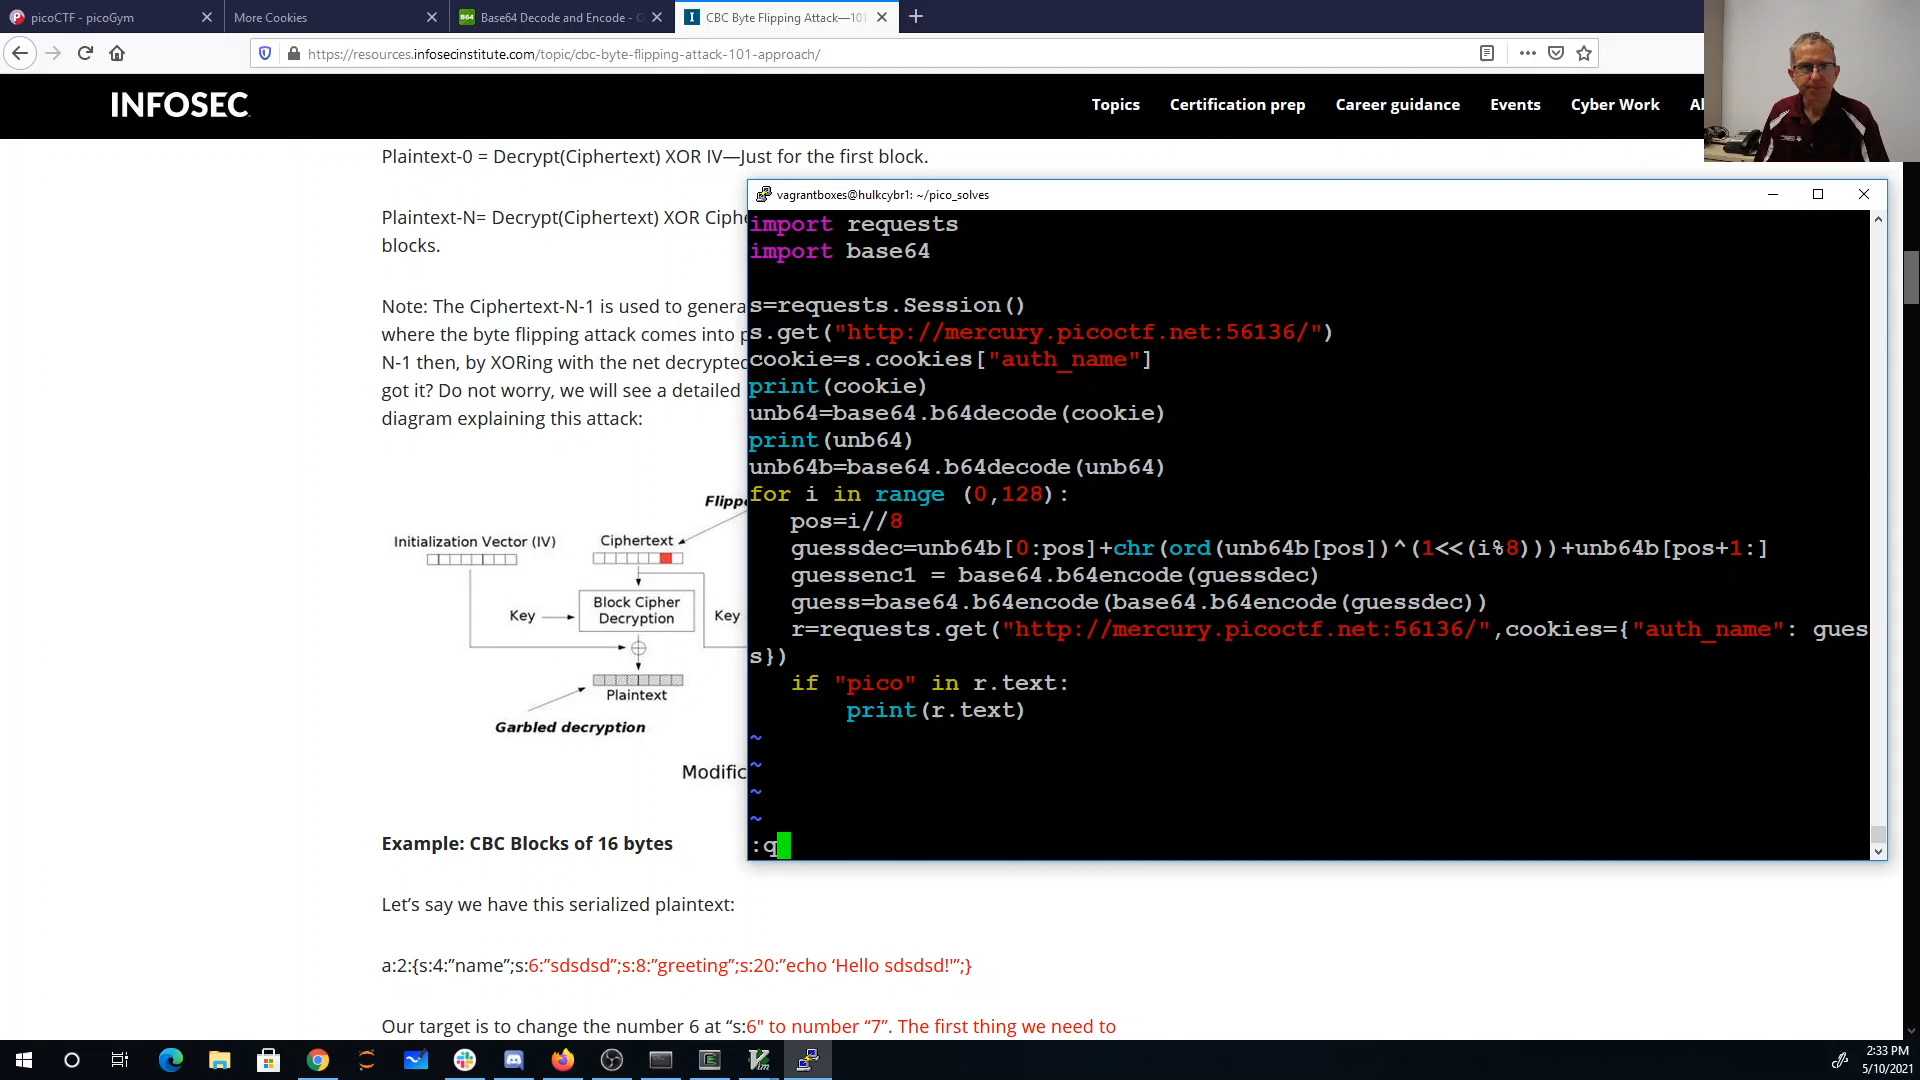 picoCTF - picoGym
More Cookies
Base64 Decode and Encode -
CBC Byte Flipping Attack—101
https://resources.infosecinstitute.com/topic/cbc-byte-flipping-attack-101-approach/
INFOSEC
Topics
Certification prep
Career guidance
Events
Cyber Work
Plaintext-0 = Decrypt(Ciphertext) XOR IV—Just for the first block.
Plaintext-N= Decrypt(Ciphertext) XOR Ciphe
blocks.
Note: The Ciphertext-N-1 is used to genera
where the byte flipping attack comes into p
N-1 then, by XORing with the net decrypted
got it? Do not worry, we will see a detailed
diagram explaining this attack:
Flippe
Initialization Vector (IV)
Ciphertext
Key
Block Cipher
Decryption
Key
Plaintext
Garbled decryption
Modific
Example: CBC Blocks of 16 bytes
Let’s say we have this serialized plaintext:
a:2:{s:4:”name”;s:6:”sdsdsd”;s:8:”greeting”;s:20:”echo ‘Hello sdsdsd!'”;}
Our target is to change the number 6 at “s:6" to number “7”. The first thing we need to
vagrantboxes@hulkcybr1: ~/pico_solves
import requests
import base64
s=requests.Session()
s.get("http://mercury.picoctf.net:56136/")
cookie=s.cookies["auth_name"]
print(cookie)
unb64=base64.b64decode(cookie)
print(unb64)
unb64b=base64.b64decode(unb64)
for i in range (0,128):
pos=i//8
guessdec=unb64b[0:pos]+chr(ord(unb64b[pos])^(1<<(i%8)))+unb64b[pos+1:]
guessenc1 = base64.b64encode(guessdec)
guess=base64.b64encode(base64.b64encode(guessdec))
r=requests.get("http://mercury.picoctf.net:56136/",cookies={"auth_name": gues
s})
if "pico" in r.text:
print(r.text)
~
~
~
~
:q
2:33 PM
5/10/2021